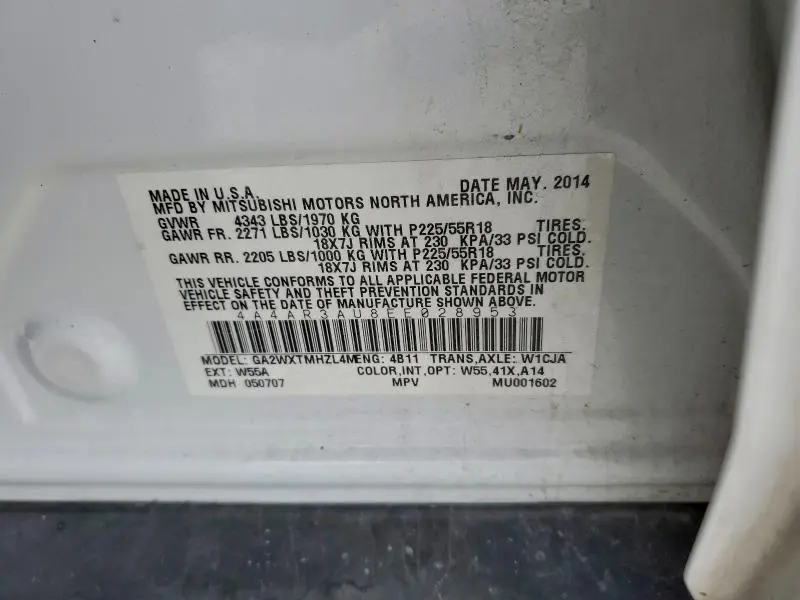 MADE IN U.S.A. DATE MAY. 2014
MFD BY MITSUBISHI MOTORS NORTH AMERICA, INC.
GVWR 4343 LBS/1970 KG
GAWR FR. 2271 LBS/1030 KG WITH P225/55R18 TIRES.
18X7J RIMS AT 230 KPA/33 PSI COLD.
GAWR RR. 2205 LBS/1000 KG WITH P225/55R18 TIRES.
18X7J RIMS AT 230 KPA/33 PSI COLD.
THIS VEHICLE CONFORMS TO ALL APPLICABLE FEDERAL MOTOR
VEHICLE SAFETY AND THEFT PREVENTION STANDARDS IN
EFFECT ON THE DATE OF MANUFACTURE SHOWN ABOVE.
4A4AR3AU8EE028953
MODEL: GA2WXTMHZL4M ENG: 4B11 TRANS,AXLE: W1CJA
EXT: W55A COLOR,INT,OPT: W55,41X,A14
MDH 050707 MPV MU001602